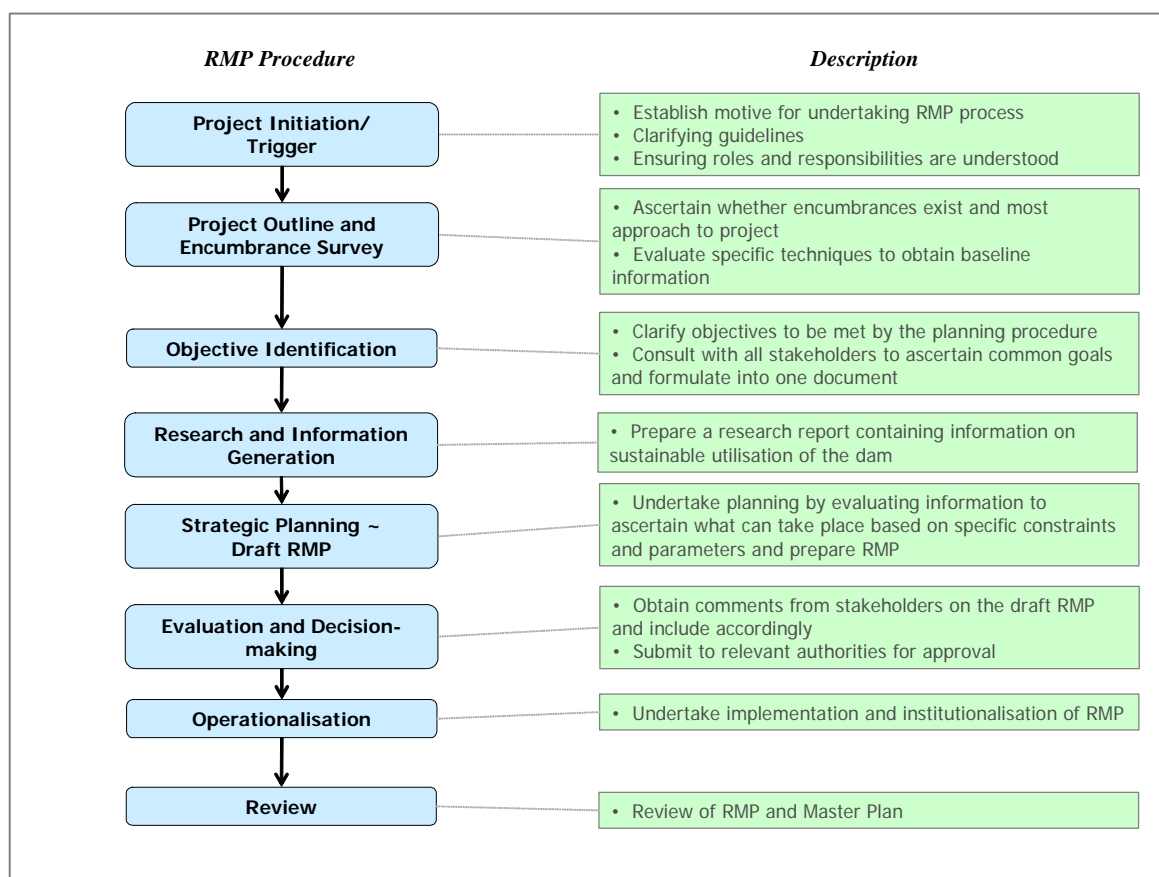 RMP Procedure
Description
Project Initiation/
Trigger
• Establish motive for undertaking RMP process
• Clarifying guidelines
• Ensuring roles and responsibilities are understood
Project Outline and
Encumbrance Survey
• Ascertain whether encumbrances exist and most
approach to project
• Evaluate specific techniques to obtain baseline
information
Objective Identification
• Clarify objectives to be met by the planning procedure
• Consult with all stakeholders to ascertain common goals
and formulate into one document
Research and Information
Generation
• Prepare a research report containing information on
sustainable utilisation of the dam
Strategic Planning ~
Draft RMP
• Undertake planning by evaluating information to
ascertain what can take place based on specific constraints
and parameters and prepare RMP
Evaluation and Decision-
making
• Obtain comments from stakeholders on the draft RMP
and include accordingly
• Submit to relevant authorities for approval
Operationalisation
• Undertake implementation and institutionalisation of RMP
Review
• Review of RMP and Master Plan